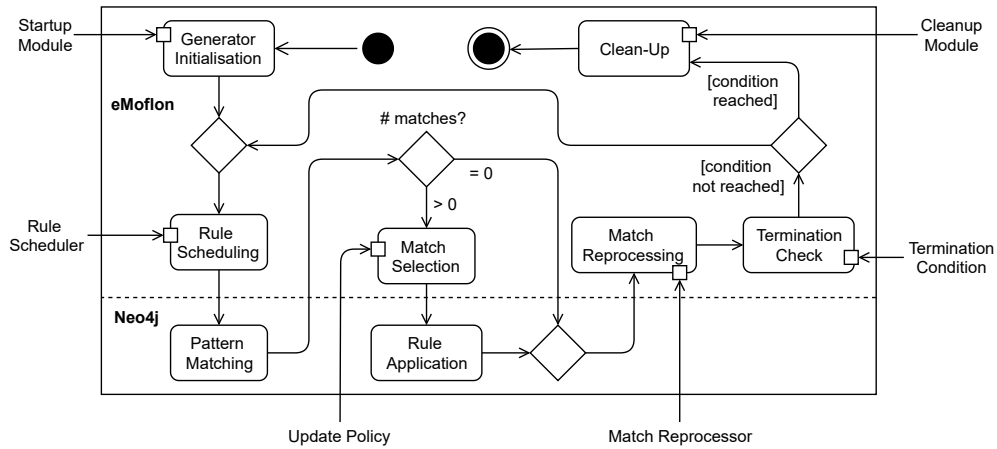 Startup
Module
Generator
Initialisation
Clean-Up
Cleanup
Module
[condition
reached]
eMoflon
# matches?
= 0
[condition
not reached]
> 0
Rule
Scheduler
Rule
Scheduling
Match
Selection
Match
Reprocessing
Termination
Check
Termination
Condition
Neo4j
Pattern
Matching
Rule
Application
Update Policy
Match Reprocessor